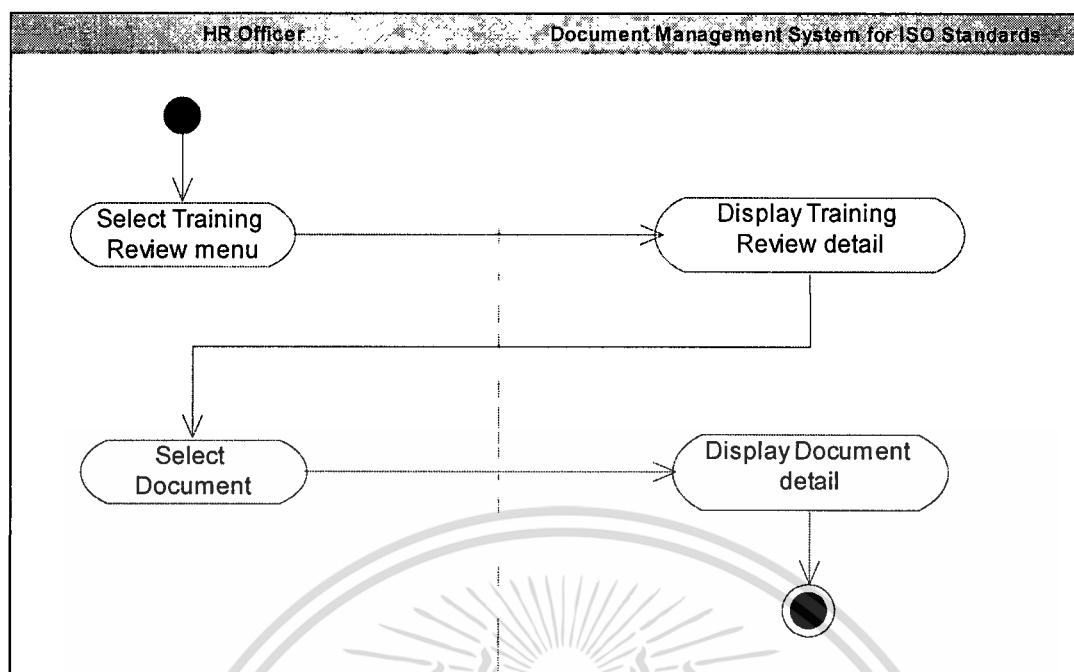 HR Officer
Document Management System for ISO Standards
Select Training
Review menu
Display Training
Review detail
Select
Document
Display Document
detail